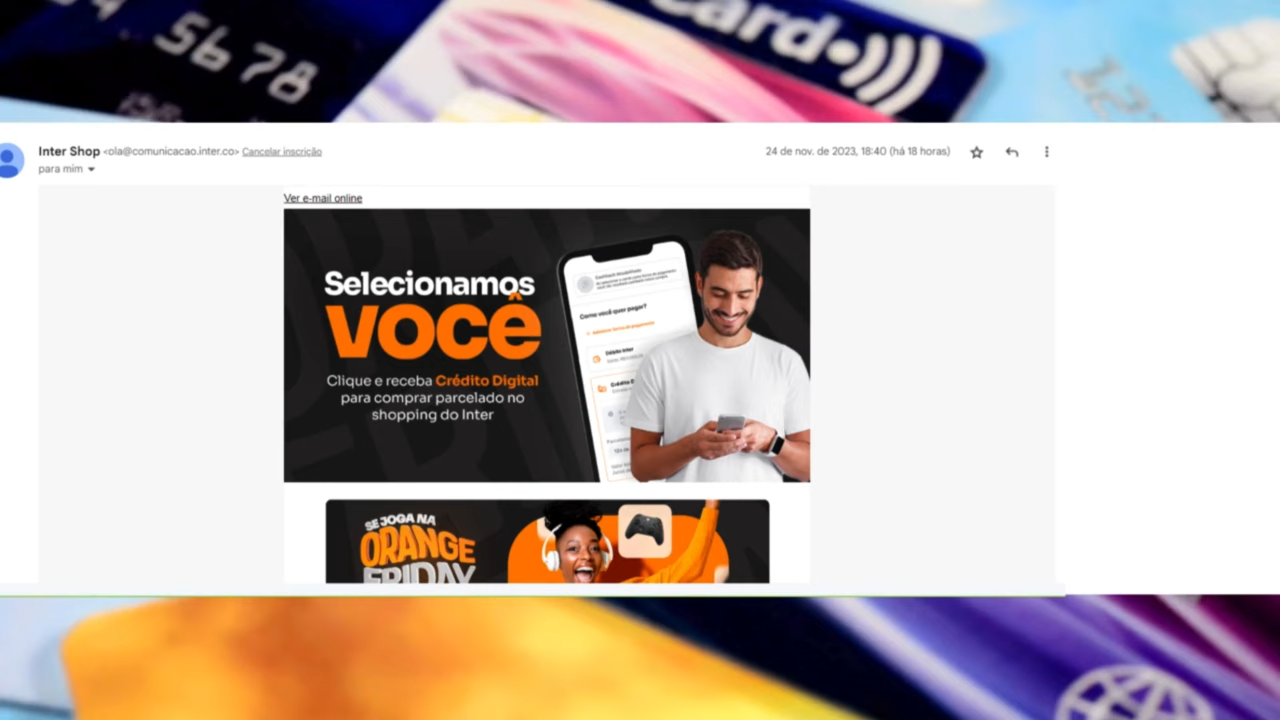 5678
Card
Inter Shop <ola@comunicacao.inter.co> Cancelar inscrição
24 de nov. de 2023, 18:40 (há 18 horas)
para mim
Ver e-mail online
Selecionamos
VOCÊ
Clique e receba Crédito Digital
para comprar parcelado no
shopping do Inter
Como você quer pagar?
Débito Inter
SE JOGA NA
ORANGE
FRIDAY